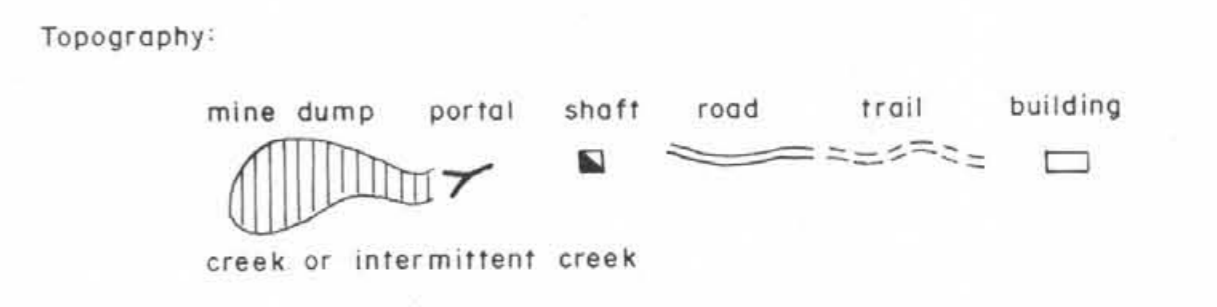 Topography:
mine dump portal shaft road trail building
creek or intermittent creek